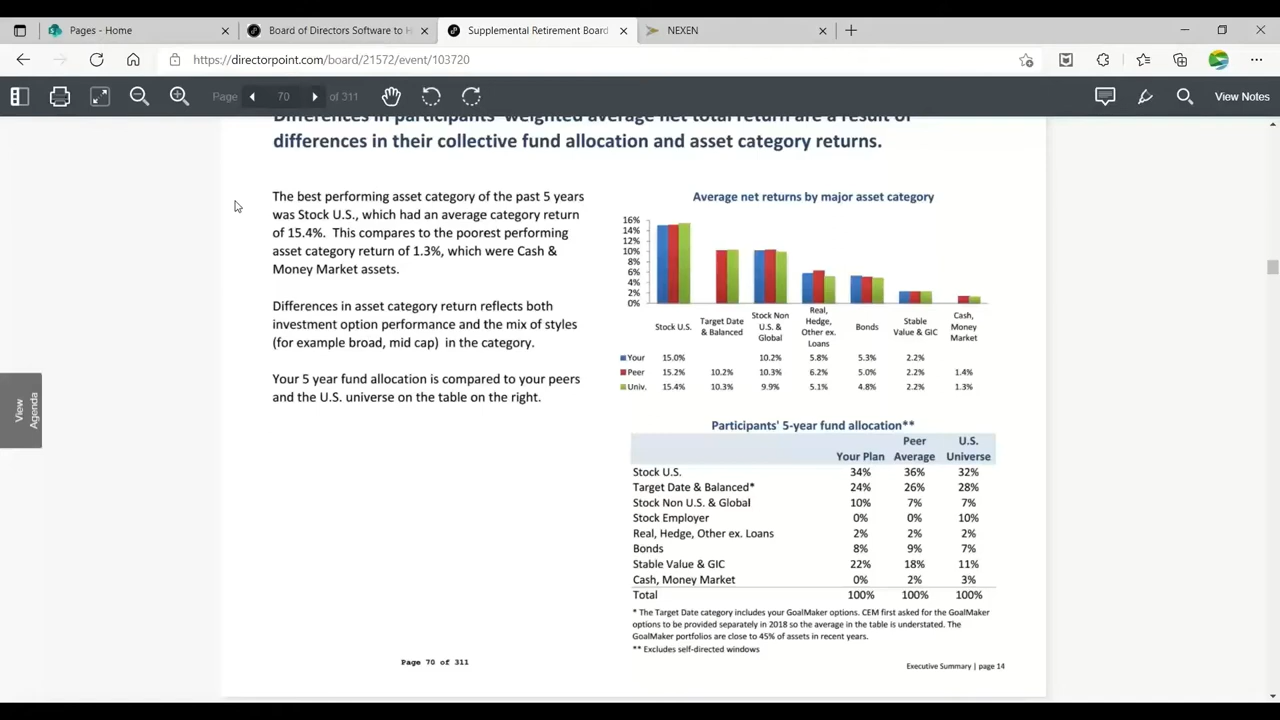 Pages - Home
Board of Directors Software to H
Supplemental Retirement Board
NEXEN
https://directorpoint.com/board/21572/event/103720
Page 70 of 311
View Notes
Differences in participants' weighted average net total return are a result of
differences in their collective fund allocation and asset category returns.
The best performing asset category of the past 5 years
was Stock U.S., which had an average category return
of 15.4%. This compares to the poorest performing
asset category return of 1.3%, which were Cash &
Money Market assets.
Differences in asset category return reflects both
investment option performance and the mix of styles
(for example broad, mid cap) in the category.
Your 5 year fund allocation is compared to your peers
and the U.S. universe on the table on the right.
View Agenda
Average net returns by major asset category
16%
14%
12%
10%
8%
6%
4%
2%
0%
Stock U.S.
Target Date
& Balanced
Stock Non
U.S. &
Global
Real,
Hedge,
Other ex.
Loans
Bonds
Stable
Value & GIC
Cash,
Money
Market
Your 15.0% 10.2% 5.8% 5.3% 2.2%
Peer 15.2% 10.2% 10.3% 6.2% 5.0% 2.2% 1.4%
Univ. 15.4% 10.3% 9.9% 5.1% 4.8% 2.2% 1.3%
Participants' 5-year fund allocation**
Peer U.S.
Your Plan Average Universe
Stock U.S. 34% 36% 32%
Target Date & Balanced* 24% 26% 28%
Stock Non U.S. & Global 10% 7% 7%
Stock Employer 0% 0% 10%
Real, Hedge, Other ex. Loans 2% 2% 2%
Bonds 8% 9% 7%
Stable Value & GIC 22% 18% 11%
Cash, Money Market 0% 2% 3%
Total 100% 100% 100%
* The Target Date category includes your GoalMaker options. CEM first asked for the GoalMaker
options to be provided separately in 2018 so the average in the table is understated. The
GoalMaker portfolios are close to 45% of assets in recent years.
** Excludes self-directed windows
Page 70 of 311
Executive Summary | page 14